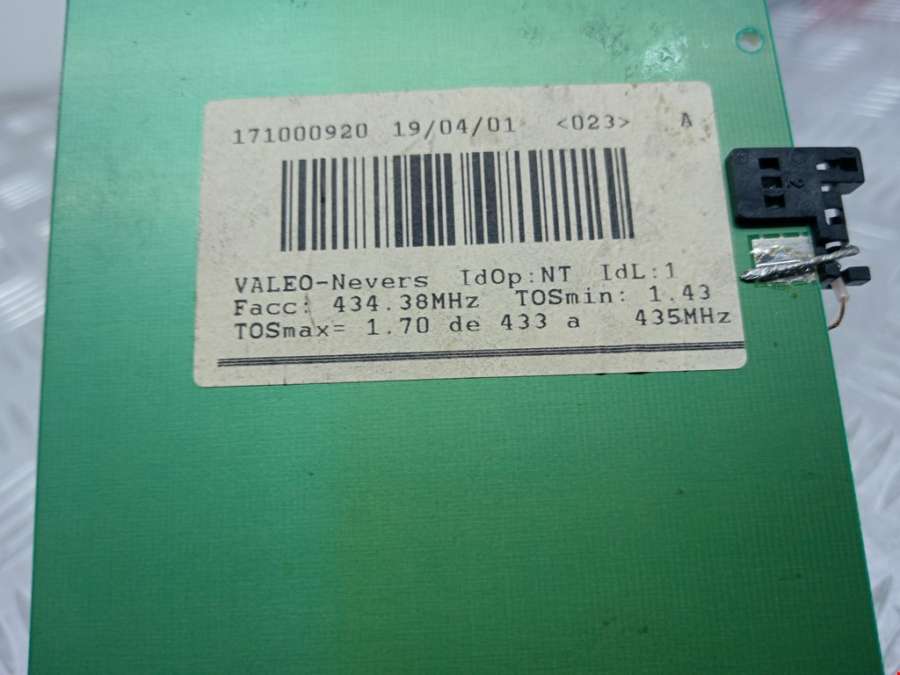 171000920 19/04/01 <023> A
VALEO-Nevers IdOp:NT IdL:1
Facc: 434.38MHz TOSmin: 1.43
TOSmax= 1.70 de 433 a 435MHz
2